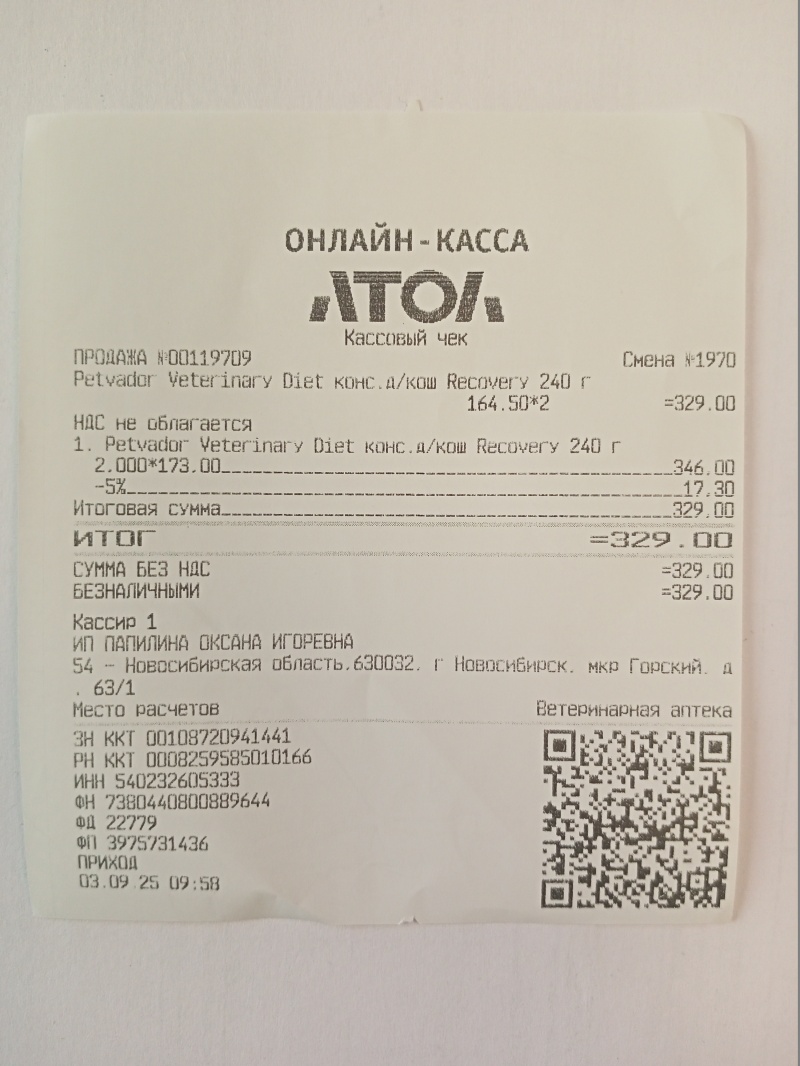 ОНЛАЙН-КАССА
АТОЛ
Кассовый чек
ПРОДАЖА №00119709 Смена №1970
Petvador Veterinary Diet конс.д/кош Recovery 240 г
164.50*2 =329.00
НДС не облагается
1. Petvador Veterinary Diet конс.д/кош Recovery 240 г
2.000*173.00 346.00
-5% 17.30
Итоговая сумма 329.00
ИТОГ =329.00
СУММА БЕЗ НДС =329.00
БЕЗНАЛИЧНЫМИ =329.00
Кассир 1
ИП ПАПИЛИНА ОКСАНА ИГОРЕВНА
54 - Новосибирская область,630032, г Новосибирск, мкр Горский, д
. 63/1
Место расчетов Ветеринарная аптека
ЗН ККТ 00108720941441
РН ККТ 0008259585010166
ИНН 540232605333
ФН 7380440800889644
ФД 22779
ФП 3975731436
ПРИХОД
03.09.25 09:58